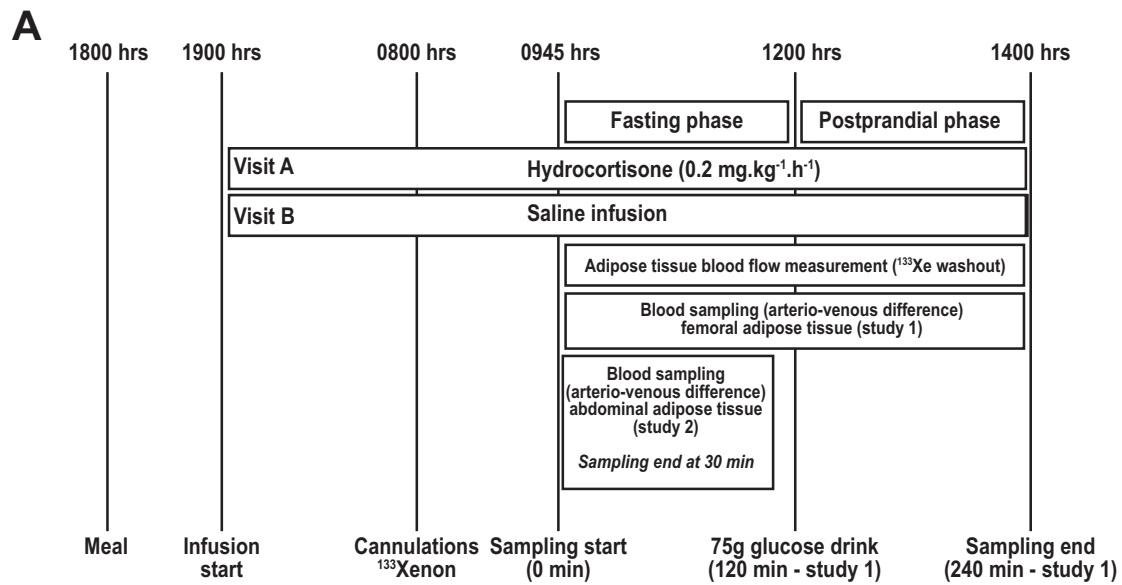 A
1800 hrs
1900 hrs
0800 hrs
0945 hrs
1200 hrs
1400 hrs
Fasting phase
Postprandial phase
Visit A
Hydrocortisone (0.2 mg.kg⁻¹.h⁻¹)
Visit B
Saline infusion
Adipose tissue blood flow measurement (¹³³Xe washout)
Blood sampling (arterio-venous difference)
femoral adipose tissue (study 1)
Blood sampling
(arterio-venous difference)
abdominal adipose tissue
(study 2)
Sampling end at 30 min
Meal
Infusion
start
Cannulations
¹³³Xenon
Sampling start
(0 min)
75g glucose drink
(120 min - study 1)
Sampling end
(240 min - study 1)